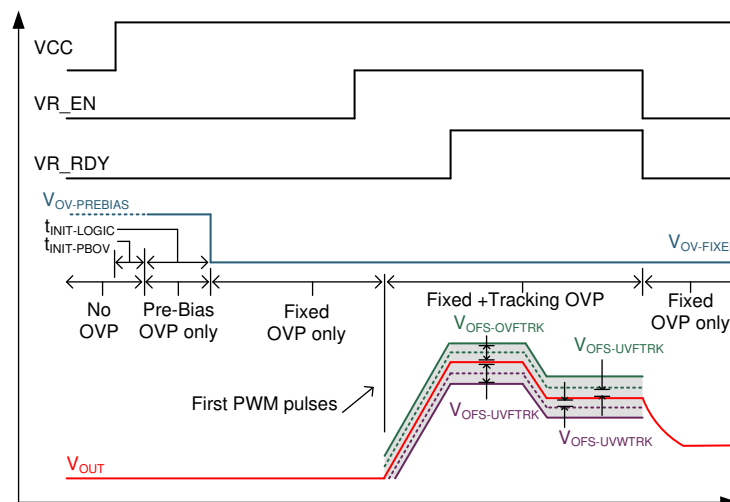 VCC
VR_EN
VR_RDY
VOV-PREBIAS
tINIT-LOGIC
tINIT-PBOV
VOV-FIXED
No
OVP
Pre-Bias
OVP only
Fixed
OVP only
Fixed +Tracking OVP
Fixed
OVP only
VOFS-OVFTRK
VOFS-UVFTRK
First PWM pulses
VOFS-UVFTRK
VOFS-UVWTRK
VOUT